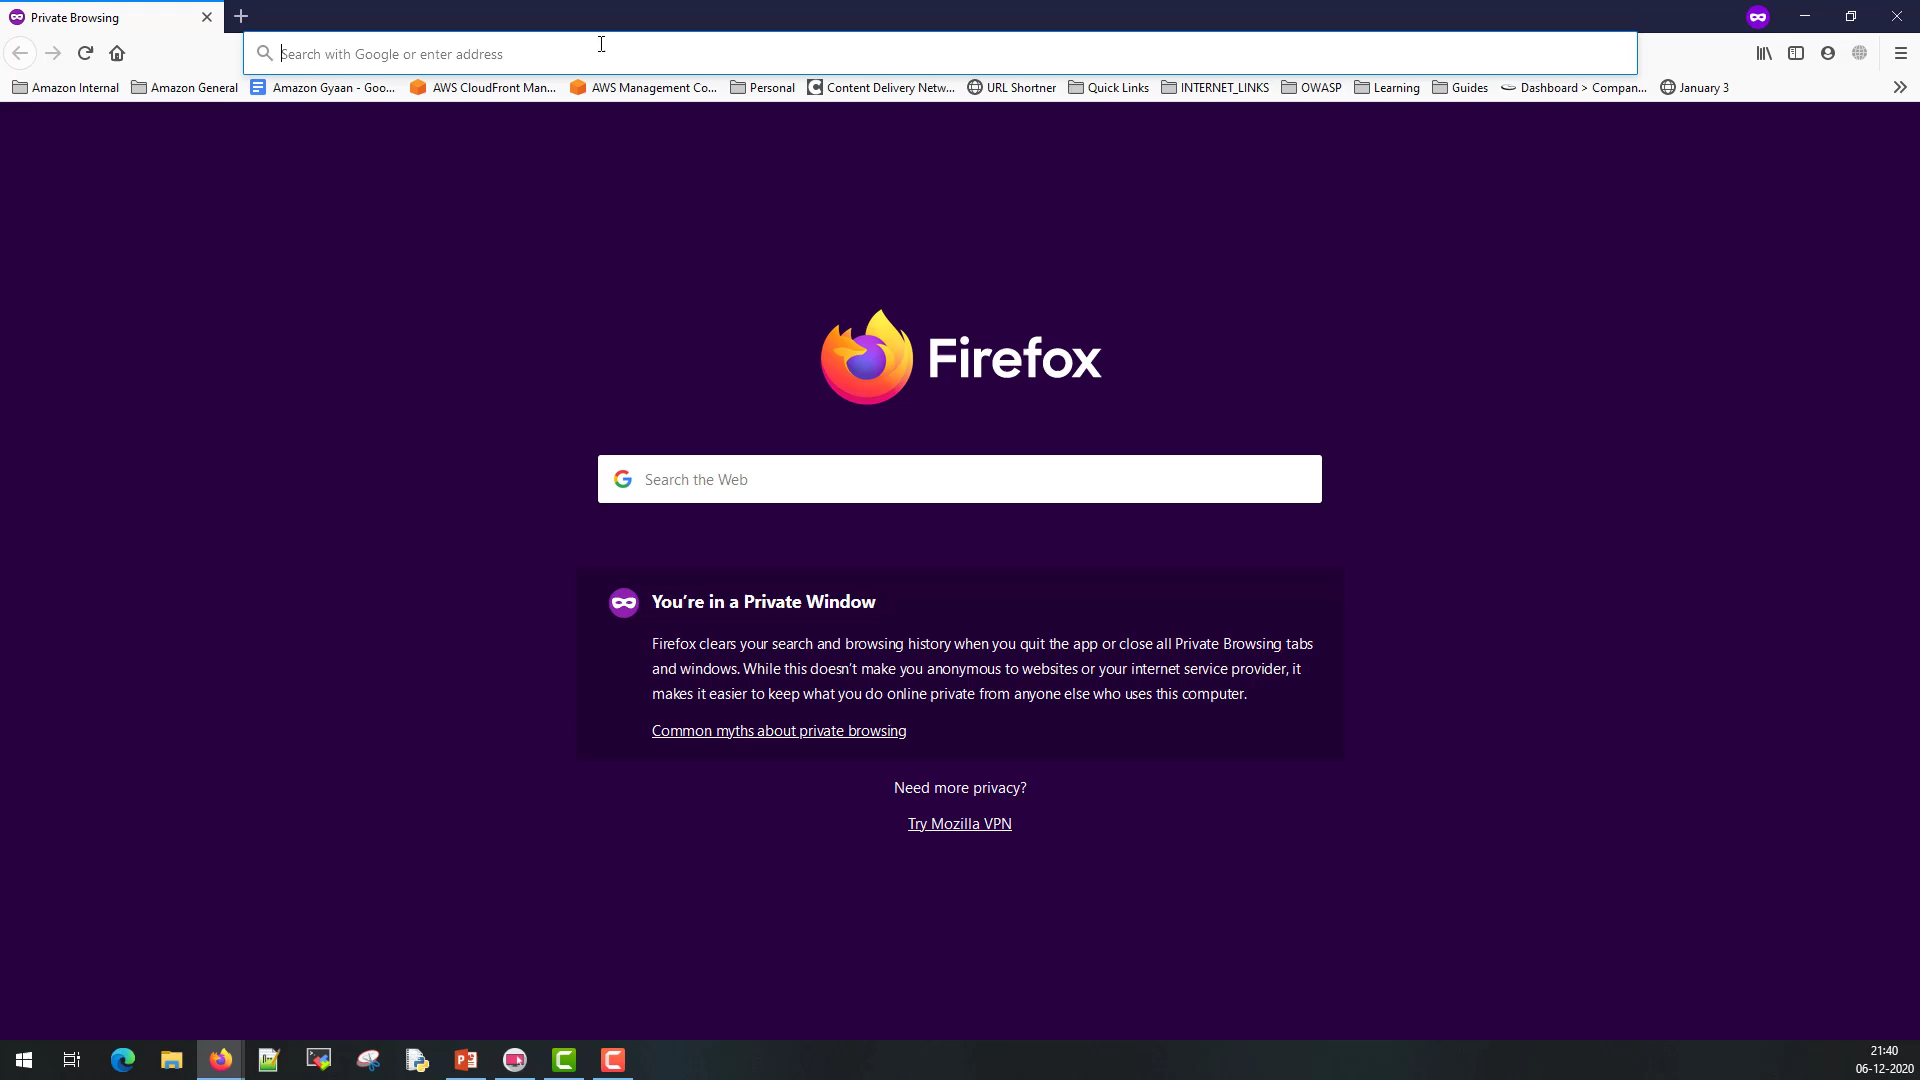 Private Browsing
Search with Google or enter address
Amazon Internal Amazon General Amazon Gyaan - Goo... AWS CloudFront Man... AWS Management Co... Personal Content Delivery Netw... URL Shortner Quick Links INTERNET_LINKS OWASP Learning Guides Dashboard > Compan... January 3
Firefox
Search the Web
You're in a Private Window
Firefox clears your search and browsing history when you quit the app or close all Private Browsing tabs
and windows. While this doesn't make you anonymous to websites or your internet service provider, it
makes it easier to keep what you do online private from anyone else who uses this computer.
Common myths about private browsing
Need more privacy?
Try Mozilla VPN
21:40
06-12-2020